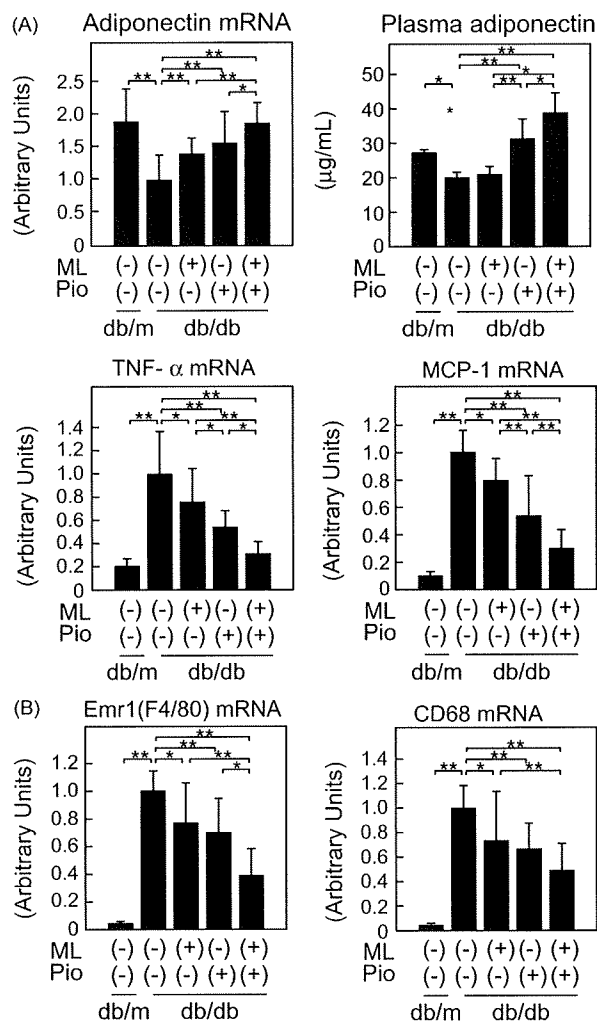 (A) Adiponectin mRNA
Plasma adiponectin
(Arbitrary Units)
2.5
2.0
1.5
1.0
0.5
0
** ** ** ** ** *
ML (-) (-) (+) (-) (+)
Pio (-) (-) (-) (+) (+)
db/m db/db
(µg/mL)
50
40
30
20
10
0
* ** ** * ** *
*
ML (-) (-) (+) (-) (+)
Pio (-) (-) (-) (+) (+)
db/m db/db
TNF- α mRNA
(Arbitrary Units)
1.4
1.2
1.0
0.8
0.6
0.4
0.2
0
** ** ** * ** * *
ML (-) (-) (+) (-) (+)
Pio (-) (-) (-) (+) (+)
db/m db/db
MCP-1 mRNA
(Arbitrary Units)
1.2
1.0
0.8
0.6
0.4
0.2
0
** ** ** * ** ** **
ML (-) (-) (+) (-) (+)
Pio (-) (-) (-) (+) (+)
db/m db/db
(B) Emr1(F4/80) mRNA
(Arbitrary Units)
1.2
1.0
0.8
0.6
0.4
0.2
0
** ** ** * ** *
ML (-) (-) (+) (-) (+)
Pio (-) (-) (-) (+) (+)
db/m db/db
CD68 mRNA
(Arbitrary Units)
1.4
1.2
1.0
0.8
0.6
0.4
0.2
0
** ** ** * **
ML (-) (-) (+) (-) (+)
Pio (-) (-) (-) (+) (+)
db/m db/db